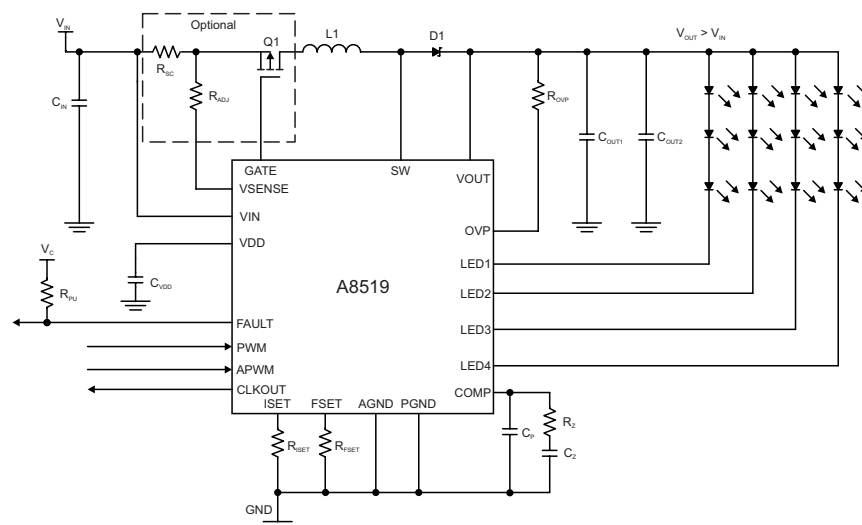 Optional
VIN
Q1
L1
D1
VOUT > VIN
RSC
RADJ
ROVP
CIN
COUT1
COUT2
GATE
SW
VOUT
VSENSE
VIN
OVP
VC
VDD
CVDD
LED1
A8519
RPU
LED2
FAULT
LED3
PWM
APWM
LED4
CLKOUT
COMP
ISET
FSET
AGND
PGND
RZ
CP
RISET
RFSET
CZ
GND